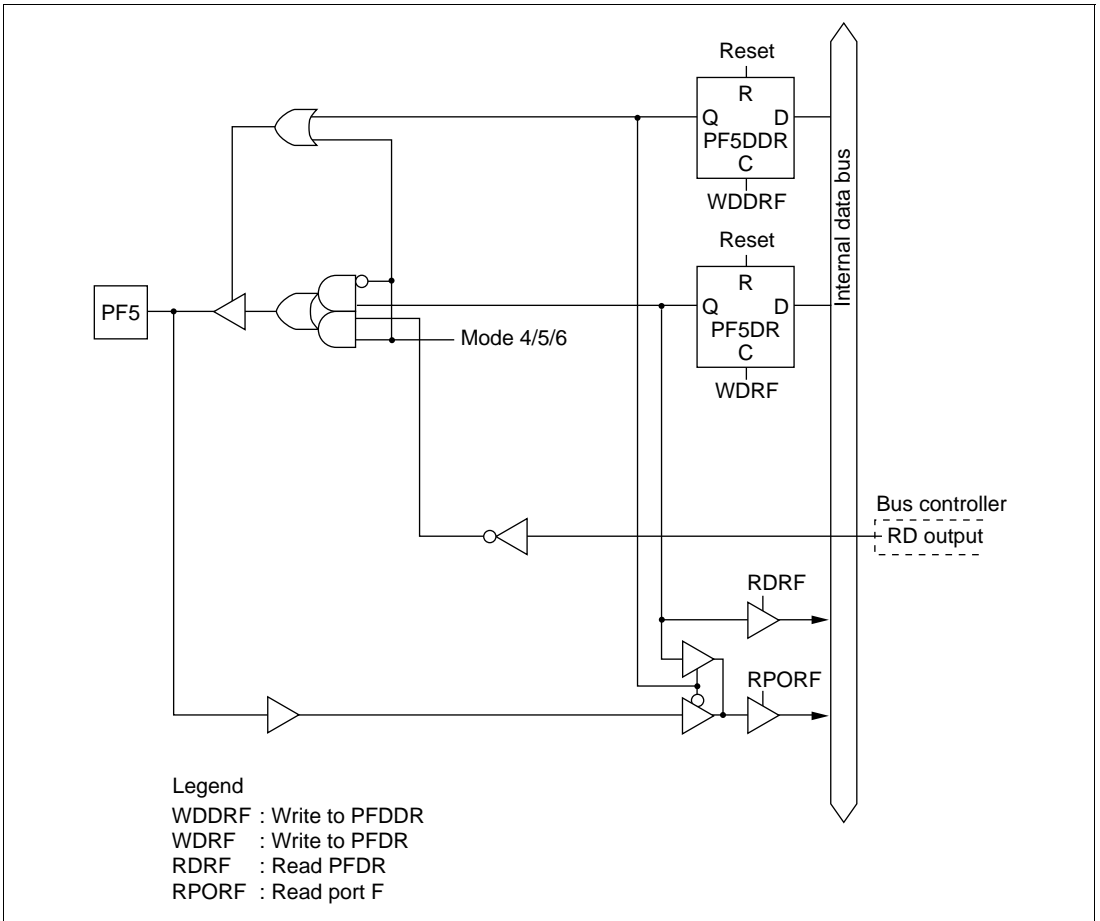 Reset
R
Q D
PF5DDR
C
WDDRF
Internal data bus
Reset
R
PF5
Q D
PF5DR
Mode 4/5/6
C
WDRF
Bus controller
RD output
RDRF
RPORF
Legend
WDDRF : Write to PFDDR
WDRF : Write to PFDR
RDRF : Read PFDR
RPORF : Read port F